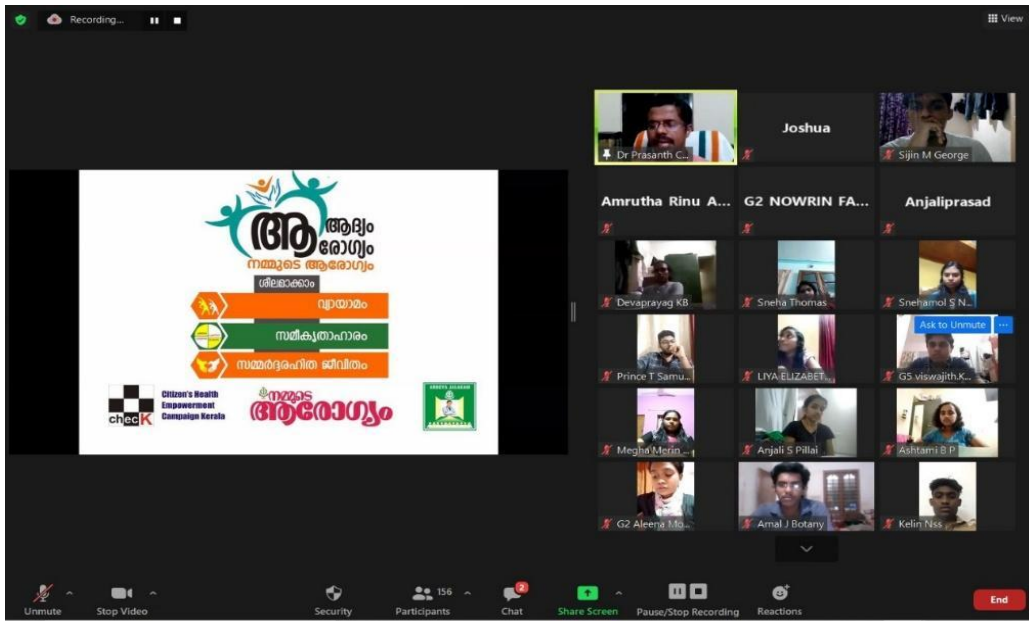 Recording...
View
ആ ആദ്യം
രോഗ്യം
നമ്മുടെ ആരോഗ്യം
ശീലമാക്കാം
വ്യായാമം
സമീകൃതാഹാരം
സമ്മർദ്ദരഹിത ജീവിതം
checK
Citizen's Health
Empowerment
Campaign Kerala
നമ്മുടെ
ആരോഗ്യം
Dr Prasanth C...
Joshua
Sijin M George
Amrutha Rinu A...
G2 NOWRIN FA...
Anjaliprasad
Devaprayag KB
Sneha Thomas
Snehamol S N...
Prince T Samu...
LIYA ELIZABET...
Ask to Unmute ...
G5 viswajith.K...
Megha Merin ...
Anjali S Pillai
Ashtami B P
G2 Aleena Mo...
Amal J Botany
Kelin Nss
Unmute
Stop Video
Security
156
Participants
2
Chat
Share Screen
Pause/Stop Recording
Reactions
End